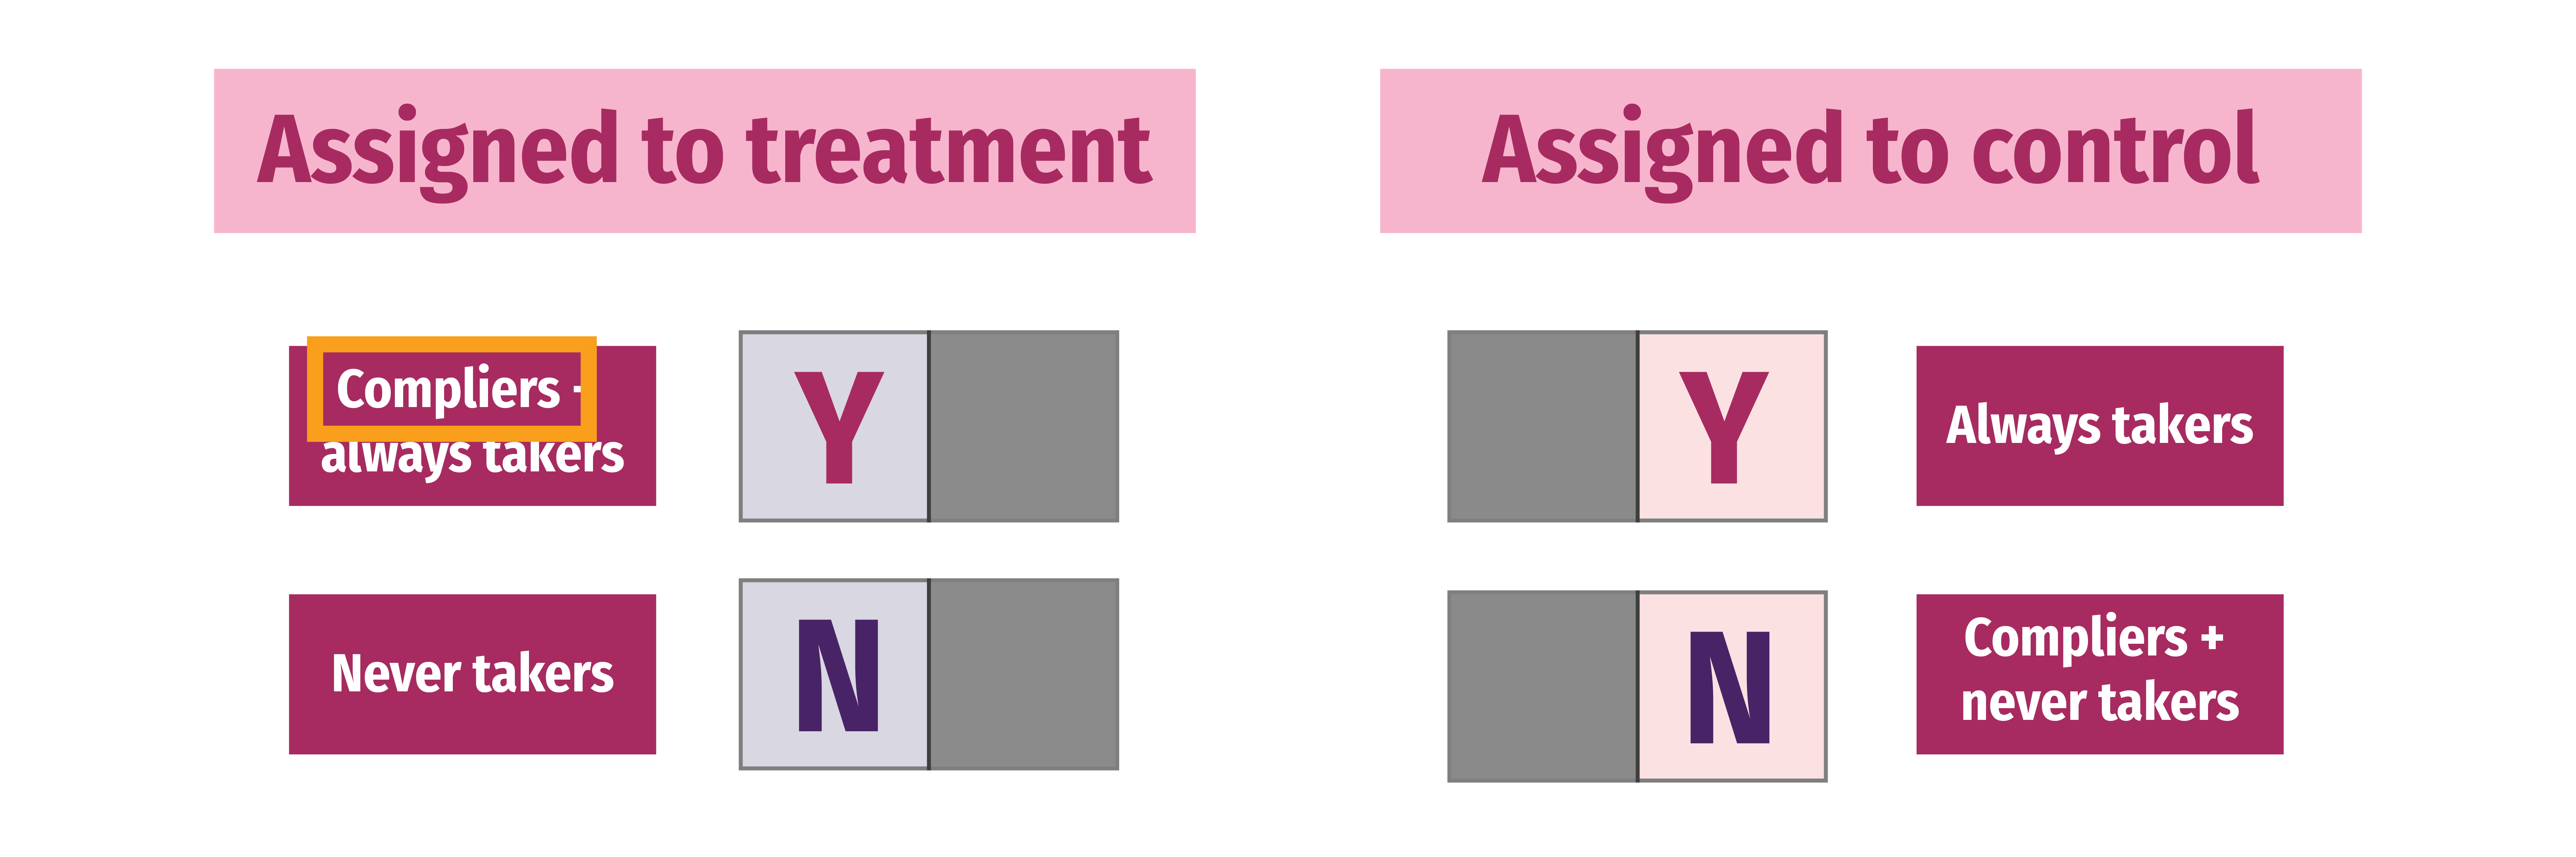 Assigned to treatment
Assigned to control
Compliers +
always takers
Y
Y
Always takers
Never takers
N
N
Compliers +
never takers